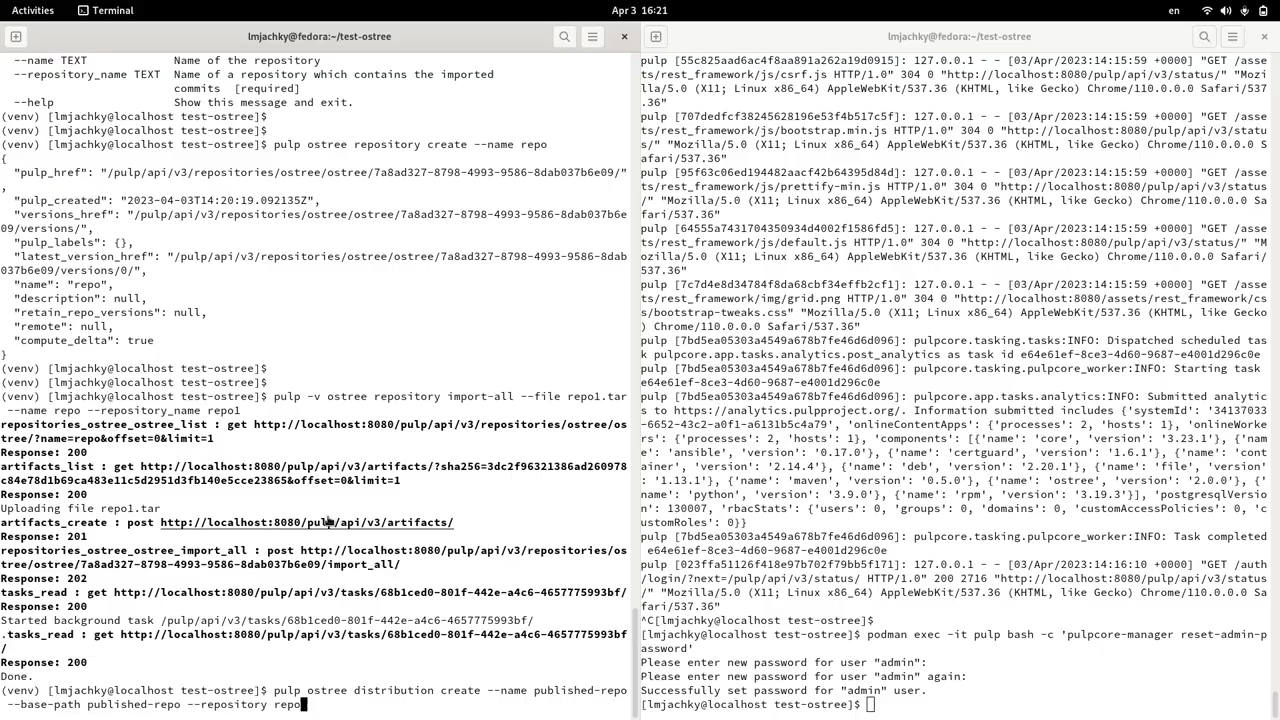 Activities
Terminal
Apr 3 16:21
en
lmjachky@fedora:~/test-ostree
--name TEXT Name of the repository
--repository_name TEXT Name of a repository which contains the imported
commits [required]
--help Show this message and exit.
(venv) [lmjachky@localhost test-ostree]$
(venv) [lmjachky@localhost test-ostree]$
(venv) [lmjachky@localhost test-ostree]$ pulp ostree repository create --name repo
{
"pulp_href": "/pulp/api/v3/repositories/ostree/ostree/7a8ad327-8798-4993-9586-8dab037b6e09/"
,
"pulp_created": "2023-04-03T14:20:19.092135Z",
"versions_href": "/pulp/api/v3/repositories/ostree/ostree/7a8ad327-8798-4993-9586-8dab037b6e
09/versions/",
"pulp_labels": {},
"latest_version_href": "/pulp/api/v3/repositories/ostree/ostree/7a8ad327-8798-4993-9586-8dab
037b6e09/versions/0/",
"name": "repo",
"description": null,
"retain_repo_versions": null,
"remote": null,
"compute_delta": true
}
(venv) [lmjachky@localhost test-ostree]$
(venv) [lmjachky@localhost test-ostree]$
(venv) [lmjachky@localhost test-ostree]$ pulp -v ostree repository import-all --file repo1.tar
--name repo --repository_name repo1
repositories_ostree_ostree_list : get http://localhost:8080/pulp/api/v3/repositories/ostree/os
tree/?name=repo&offset=0&limit=1
Response: 200
artifacts_list : get http://localhost:8080/pulp/api/v3/artifacts/?sha256=3dc2f96321386ad260978
c84e78d1b69ca483e11c5d2951d3fb140e5cce23865&offset=0&limit=1
Response: 200
Uploading file repo1.tar
artifacts_create : post http://localhost:8080/pulp/api/v3/artifacts/
Response: 201
repositories_ostree_ostree_import_all : post http://localhost:8080/pulp/api/v3/repositories/os
tree/ostree/7a8ad327-8798-4993-9586-8dab037b6e09/import_all/
Response: 202
tasks_read : get http://localhost:8080/pulp/api/v3/tasks/68b1ced0-801f-442e-a4c6-4657775993bf/
Response: 200
Started background task /pulp/api/v3/tasks/68b1ced0-801f-442e-a4c6-4657775993bf/
.tasks_read : get http://localhost:8080/pulp/api/v3/tasks/68b1ced0-801f-442e-a4c6-4657775993bf
/
Response: 200
Done.
(venv) [lmjachky@localhost test-ostree]$ pulp ostree distribution create --name published-repo
--base-path published-repo --repository repo
lmjachky@fedora:~/test-ostree
pulp [55c825aad6ac4f8aa891aa262a19d0915]: 127.0.0.1 - - [03/Apr/2023:14:15:59 +0000] "GET /asse
ts/rest_framework/js/csrf.js HTTP/1.0" 304 0 "http://localhost:8080/pulp/api/v3/status/" "Mozil
la/5.0 (X11; Linux x86_64) AppleWebKit/537.36 (KHTML, like Gecko) Chrome/110.0.0.0 Safari/537
.36"
pulp [707dedfcf38245628196e53f4b517c5f]: 127.0.0.1 - - [03/Apr/2023:14:15:59 +0000] "GET /ass
ets/rest_framework/js/bootstrap.min.js HTTP/1.0" 304 0 "http://localhost:8080/pulp/api/v3/statu
s/" "Mozilla/5.0 (X11; Linux x86_64) AppleWebKit/537.36 (KHTML, like Gecko) Chrome/110.0.0.0 S
afari/537.36"
pulp [95f63c06ed194482aacf42b64395d84d]: 127.0.0.1 - - [03/Apr/2023:14:15:59 +0000] "GET /ass
ets/rest_framework/js/prettify-min.js HTTP/1.0" 304 0 "http://localhost:8080/pulp/api/v3/status
/" "Mozilla/5.0 (X11; Linux x86_64) AppleWebKit/537.36 (KHTML, like Gecko) Chrome/110.0.0.0 Sa
fari/537.36"
pulp [64555a7431704350934d4002f1586fd5]: 127.0.0.1 - - [03/Apr/2023:14:15:59 +0000] "GET /ass
ets/rest_framework/js/default.js HTTP/1.0" 304 0 "http://localhost:8080/pulp/api/v3/status/" "M
ozilla/5.0 (X11; Linux x86_64) AppleWebKit/537.36 (KHTML, like Gecko) Chrome/110.0.0.0 Safari/
537.36"
pulp [7c7d4e8d34784f8da68cbf34effb2cf1]: 127.0.0.1 - - [03/Apr/2023:14:15:59 +0000] "GET /ass
ets/rest_framework/img/grid.png HTTP/1.0" 304 0 "http://localhost:8080/assets/rest_framework/cs
s/bootstrap-tweaks.css" "Mozilla/5.0 (X11; Linux x86_64) AppleWebKit/537.36 (KHTML, like Gecko
) Chrome/110.0.0.0 Safari/537.36"
pulp [7bd5ea05303a4549a678b7fe46d6d096]: pulpcore.tasking.tasks:INFO: Dispatched scheduled tas
k pulpcore.app.tasks.analytics.post_analytics as task id e64e61ef-8ce3-4d60-9687-e4001d296c0e
pulp [7bd5ea05303a4549a678b7fe46d6d096]: pulpcore.tasking.pulpcore_worker:INFO: Starting task
e64e61ef-8ce3-4d60-9687-e4001d296c0e
pulp [7bd5ea05303a4549a678b7fe46d6d096]: pulpcore.app.tasks.analytics:INFO: Submitted analytic
s to https://analytics.pulpproject.org/. Information submitted includes {'systemId': '34137033
-6652-43c2-a0f1-a6131b5c4a79', 'onlineContentApps': {'processes': 2, 'hosts': 1}, 'onlineWorke
rs': {'processes': 2, 'hosts': 1}, 'components': [{'name': 'core', 'version': '3.23.1'}, {'nam
e': 'ansible', 'version': '0.17.0'}, {'name': 'certguard', 'version': '1.6.1'}, {'name': 'cont
ainer', 'version': '2.14.4'}, {'name': 'deb', 'version': '2.20.1'}, {'name': 'file', 'version'
: '1.13.1'}, {'name': 'maven', 'version': '0.5.0'}, {'name': 'ostree', 'version': '2.0.0'}, {'
name': 'python', 'version': '3.9.0'}, {'name': 'rpm', 'version': '3.19.3'}], 'postgresqlVersio
n': 130007, 'rbacStats': {'users': 0, 'groups': 0, 'domains': 0, 'customAccessPolicies': 0, 'c
ustomRoles': 0}}
pulp [7bd5ea05303a4549a678b7fe46d6d096]: pulpcore.tasking.pulpcore_worker:INFO: Task completed
e64e61ef-8ce3-4d60-9687-e4001d296c0e
pulp [023ffa51126f418e97b702f79bb5f171]: 127.0.0.1 - - [03/Apr/2023:14:16:10 +0000] "GET /auth
/login/?next=/pulp/api/v3/status/ HTTP/1.0" 200 2716 "http://localhost:8080/pulp/api/v3/status
/" "Mozilla/5.0 (X11; Linux x86_64) AppleWebKit/537.36 (KHTML, like Gecko) Chrome/110.0.0.0 Sa
fari/537.36"
^C[lmjachky@localhost test-ostree]$
[lmjachky@localhost test-ostree]$ podman exec -it pulp bash -c 'pulpcore-manager reset-admin-p
assword'
Please enter new password for user "admin":
Please enter new password for user "admin" again:
Successfully set password for "admin" user.
[lmjachky@localhost test-ostree]$